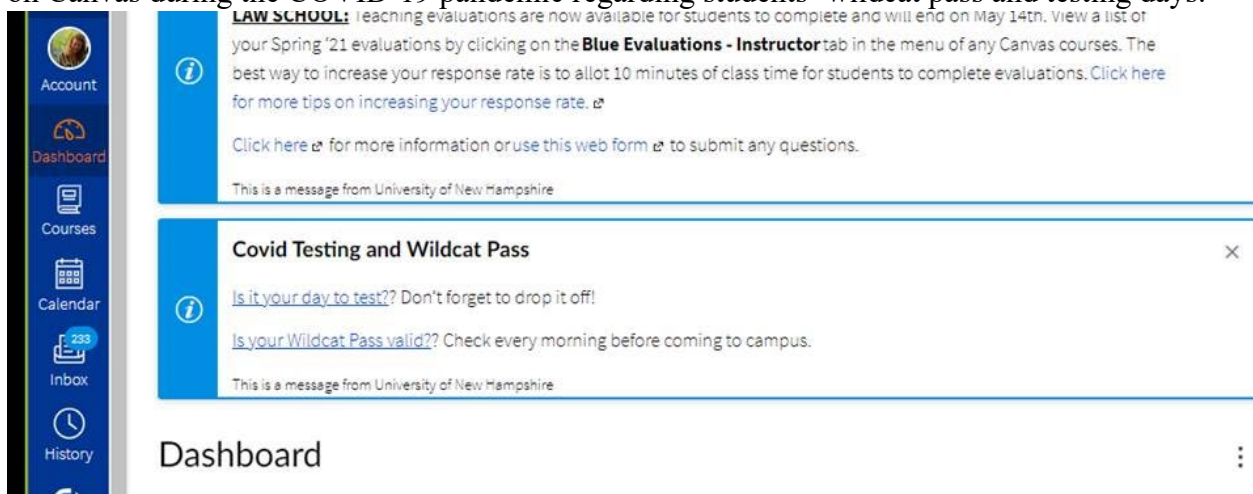 on Canvas during the COVID-19 pandemic regarding students' wildcat pass and testing days.
LAW SCHOOL: Teaching evaluations are now available for students to complete and will end on May 14th. View a list of
your Spring '21 evaluations by clicking on the Blue Evaluations - Instructor tab in the menu of any Canvas courses. The
best way to increase your response rate is to allot 10 minutes of class time for students to complete evaluations. Click here
for more tips on increasing your response rate.
Click here for more information or use this web form to submit any questions.
This is a message from University of New Hampshire
Covid Testing and Wildcat Pass
Is it your day to test?? Don't forget to drop it off!
Is your Wildcat Pass valid?? Check every morning before coming to campus.
This is a message from University of New Hampshire
Dashboard
Account
Dashboard
Courses
Calendar
233
Inbox
History